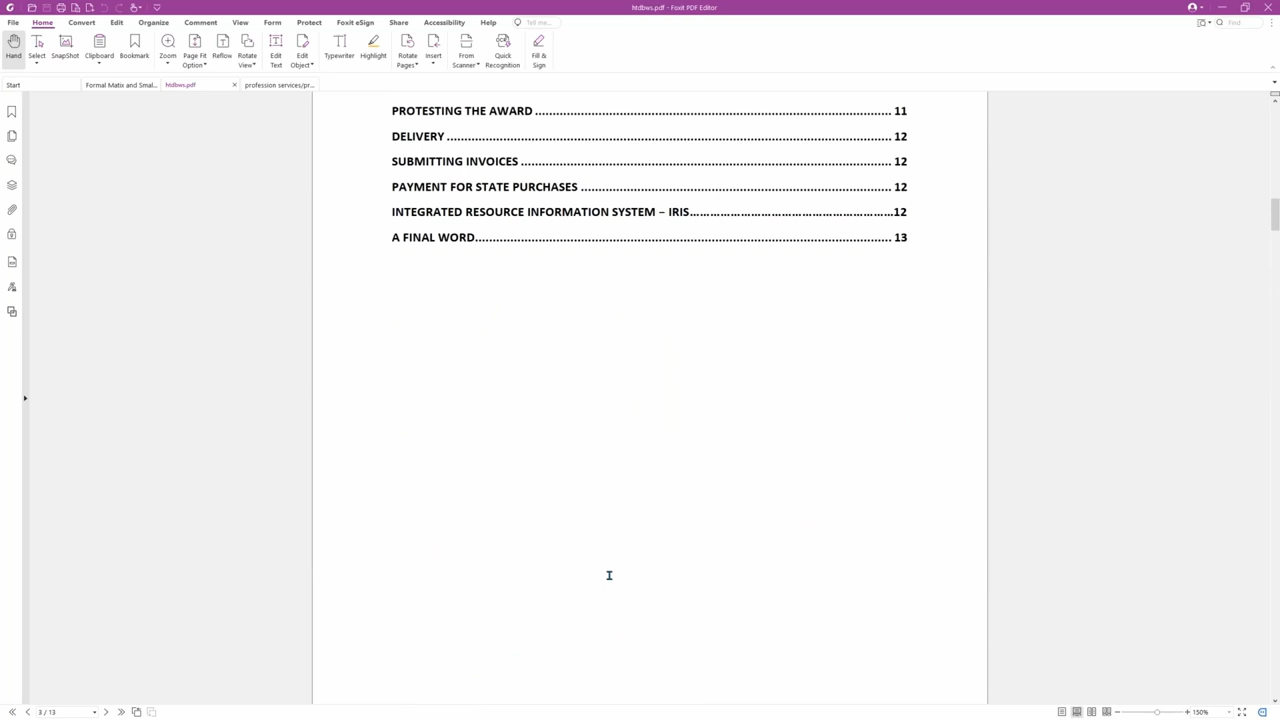 htdbws.pdf - Foxit PDF Editor
File Home Convert Edit Organize Comment View Form Protect Foxit eSign Share Accessibility Help Tell me... Find
Hand Select SnapShot Clipboard Bookmark Zoom Page Fit Option Reflow Rotate View Edit Text Edit Object Typewriter Highlight Rotate Pages Insert From Scanner Quick Recognition Fill & Sign
Start Formal Matix and Smal... htdbws.pdf profession services/pr...
PROTESTING THE AWARD ........................................................................................................ 11
DELIVERY ................................................................................................................................ 12
SUBMITTING INVOICES ........................................................................................................... 12
PAYMENT FOR STATE PURCHASES ........................................................................................ 12
INTEGRATED RESOURCE INFORMATION SYSTEM – IRIS……………………………………………………12
A FINAL WORD......................................................................................................................... 13
3 / 13 150%